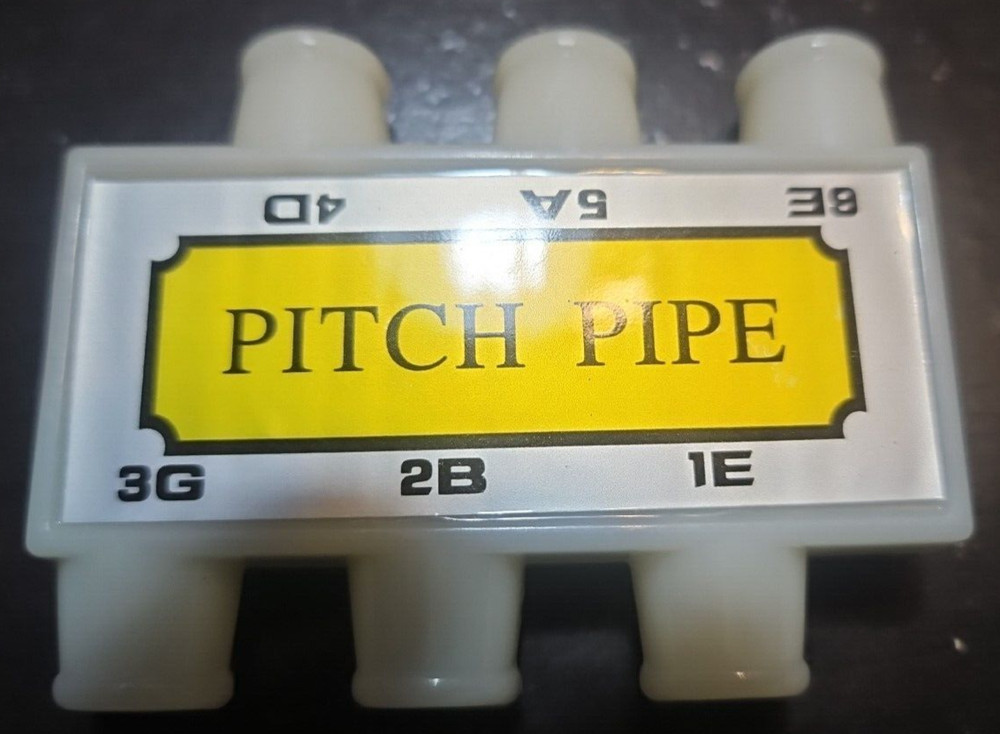 4D 5A 6E
PITCH PIPE
3G 2B 1E